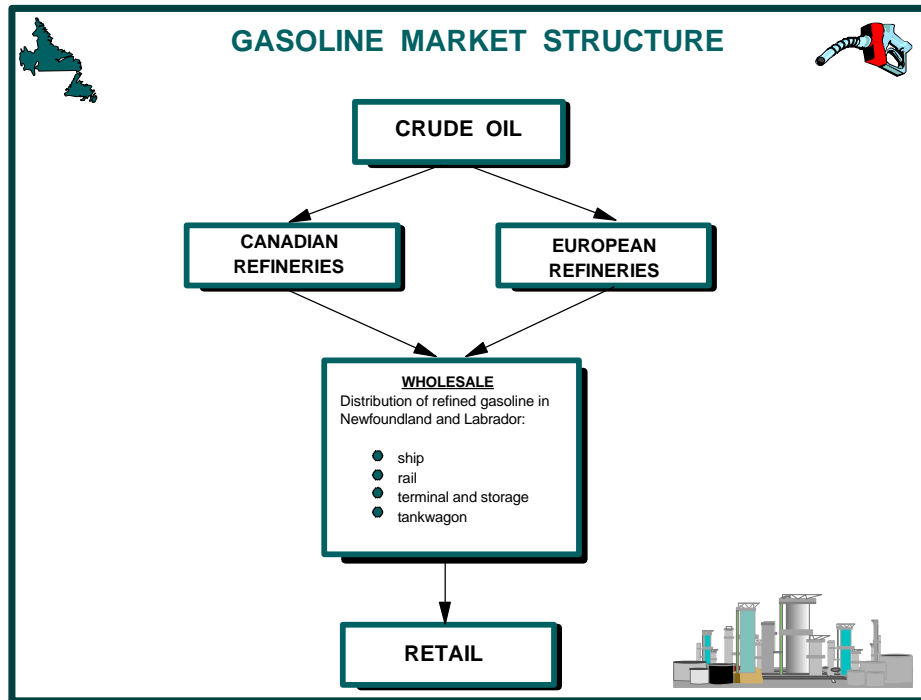 GASOLINE MARKET STRUCTURE
CRUDE OIL
CANADIAN
REFINERIES
EUROPEAN
REFINERIES
WHOLESALE
Distribution of refined gasoline in
Newfoundland and Labrador:
ship
rail
terminal and storage
tankwagon
RETAIL